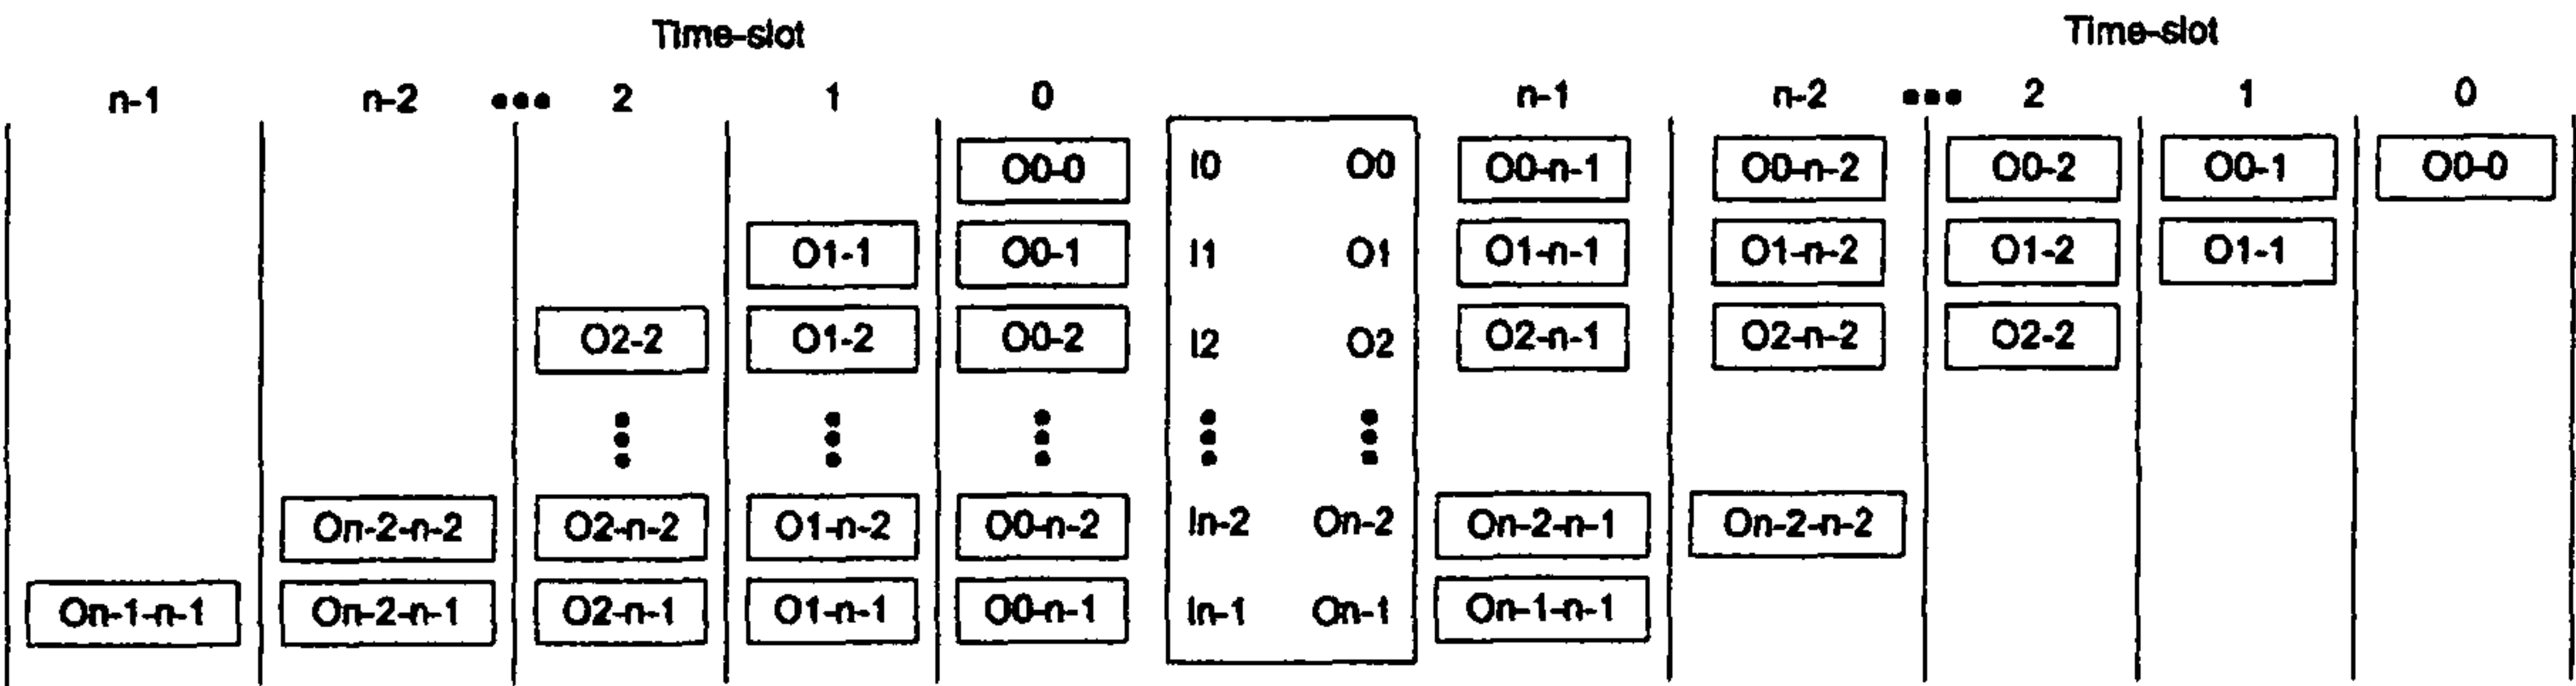 Time-slot Time-slot
n-1 n-2 ••• 2 1 0 n-1 n-2 ••• 2 1 0
O0-0 I0 O0 O0-n-1 O0-n-2 O0-2 O0-1 O0-0
O1-1 O0-1 I1 O1 O1-n-1 O1-n-2 O1-2 O1-1
O2-2 O1-2 O0-2 I2 O2 O2-n-1 O2-n-2 O2-2
On-2-n-2 O2-n-2 O1-n-2 O0-n-2 In-2 On-2 On-2-n-1 On-2-n-2
On-1-n-1 On-2-n-1 O2-n-1 O1-n-1 O0-n-1 In-1 On-1 On-1-n-1